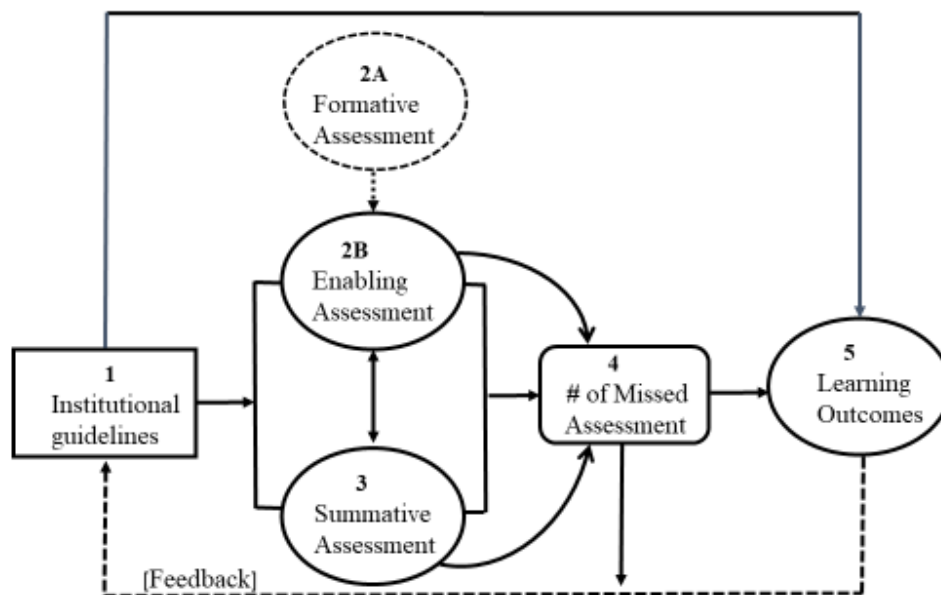 2A
Formative
Assessment
2B
Enabling
Assessment
1
Institutional
guidelines
4
# of Missed
Assessment
5
Learning
Outcomes
3
Summative
Assessment
[Feedback]